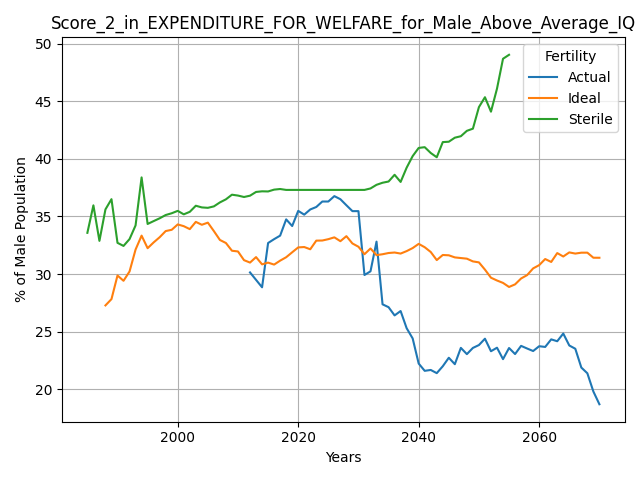 Score_2_in_EXPENDITURE_FOR_WELFARE_for_Male_Above_Average_IQ
Fertility
Actual
Ideal
Sterile
% of Male Population
50
45
40
35
30
25
20
2000
2020
2040
2060
Years